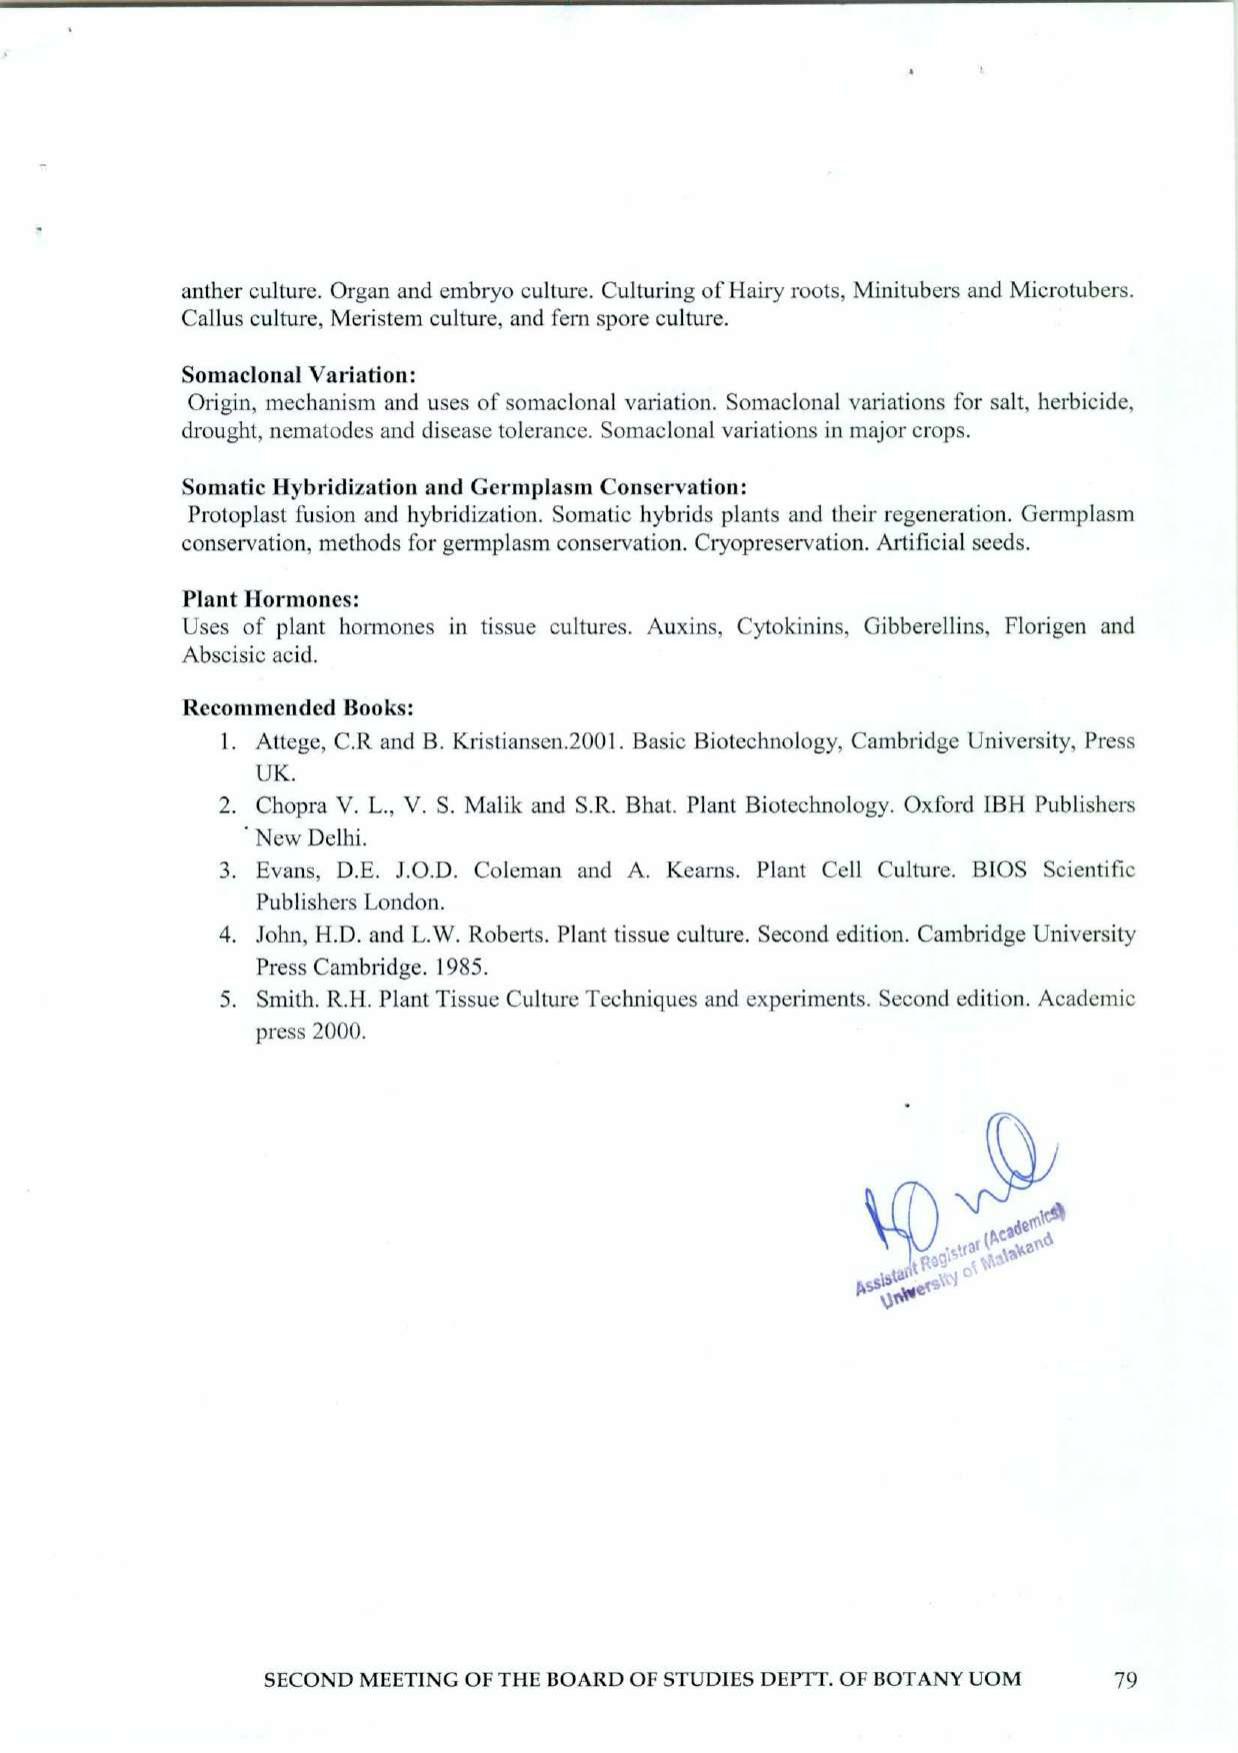 anther culture. Organ and embryo culture. Culturing of Hairy roots, Minitubers and Microtubers.
Callus culture, Meristem culture, and fern spore culture.
Somaclonal Variation:
Origin, mechanism and uses of somaclonal variation. Somaclonal variations for salt, herbicide,
drought, nematodes and disease tolerance. Somaclonal variations in major crops.
Somatic Hybridization and Germplasm Conservation:
Protoplast fusion and hybridization. Somatic hybrids plants and their regeneration. Germplasm
conservation, methods for germplasm conservation. Cryopreservation. Artificial seeds.
Plant Hormones:
Uses of plant hormones in tissue cultures. Auxins, Cytokinins, Gibberellins, Florigen and
Abscisic acid.
Recommended Books:
1. Attege, C.R and B. Kristiansen.2001. Basic Biotechnology, Cambridge University, Press
UK.
2. Chopra V. L., V. S. Malik and S.R. Bhat. Plant Biotechnology. Oxford IBH Publishers
New Delhi.
3. Evans, D.E. J.O.D. Coleman and A. Kearns. Plant Cell Culture. BIOS Scientific
Publishers London.
4. John, H.D. and L.W. Roberts. Plant tissue culture. Second edition. Cambridge University
Press Cambridge. 1985.
5. Smith. R.H. Plant Tissue Culture Techniques and experiments. Second edition. Academic
press 2000.
Assistant Registrar (Academics)
University of Malakand
SECOND MEETING OF THE BOARD OF STUDIES DEPTT. OF BOTANY UOM 79